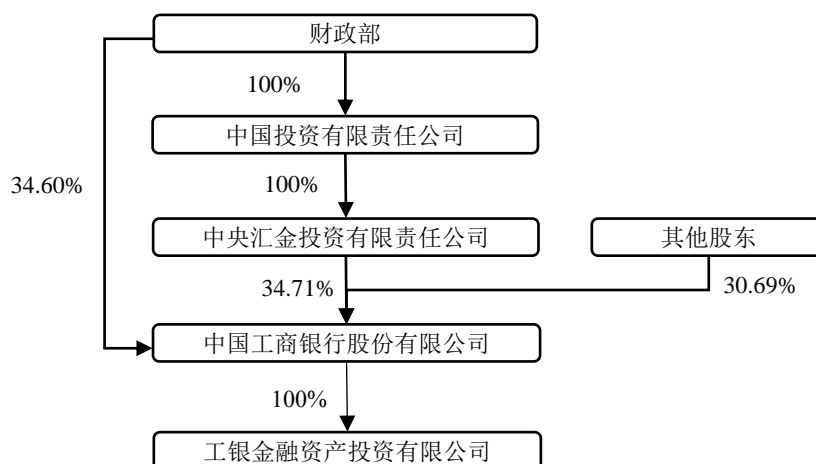 财政部
100%
中国投资有限责任公司
34.60%
100%
中央汇金投资有限责任公司
其他股东
34.71%
30.69%
中国工商银行股份有限公司
100%
工银金融资产投资有限公司